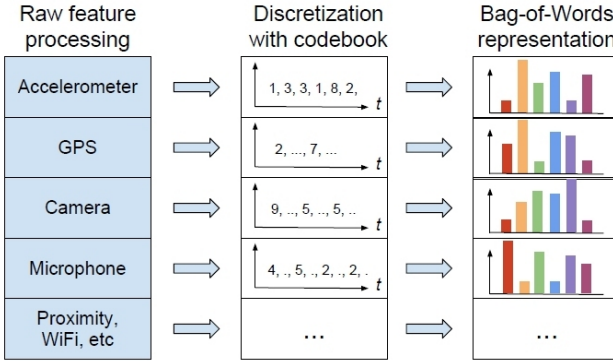 Raw feature
processing
Discretization
with codebook
Bag-of-Words
representation
Accelerometer
1, 3, 3, 1, 8, 2,
t
GPS
2, ..., 7, ...
t
Camera
9, .., 5, .., 5, ..
t
Microphone
4, ., 5, ., 2, ., 2, .
t
Proximity,
WiFi, etc
...
...